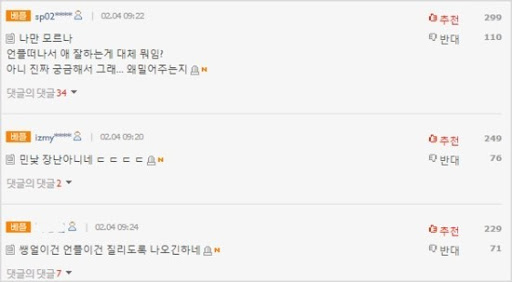 베플 sp02**** | 02.04 09:22 추천 299
나만 모르나 반대 110
언플떠나서 얘 잘하는게 대체 뭐임?
아니 진짜 궁금해서 그래... 왜밀어주는지 N
댓글의 댓글 34
베플 izmy**** | 02.04 09:20 추천 249
민낯 장난아니네 ㄷ ㄷ ㄷ ㄷ N 반대 76
댓글의 댓글 2
베플 | 02.04 09:24 추천 229
쌩얼이건 언플이건 질리도록 나오긴하네 N 반대 71
댓글의 댓글 7